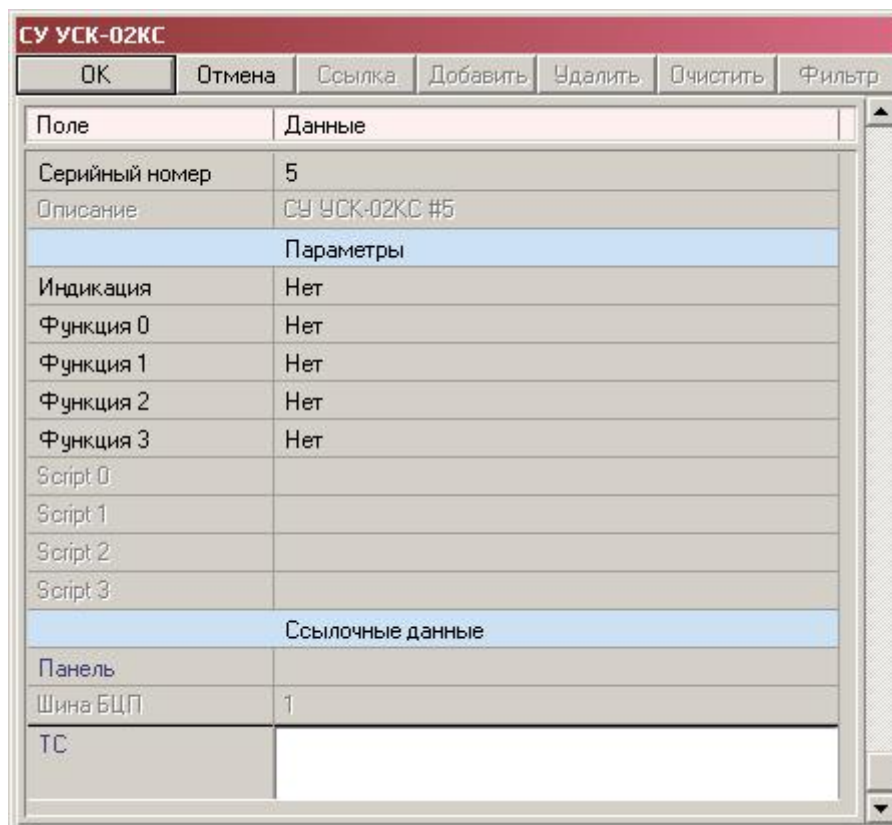 СУ УСК-02КС
OK Отмена Ссылка Добавить Удалить Очистить Фильтр
Поле Данные
Серийный номер 5
Описание СУ УСК-02КС #5
Параметры
Индикация Нет
Функция 0 Нет
Функция 1 Нет
Функция 2 Нет
Функция 3 Нет
Script 0
Script 1
Script 2
Script 3
Ссылочные данные
Панель
Шина БЦП 1
ТС